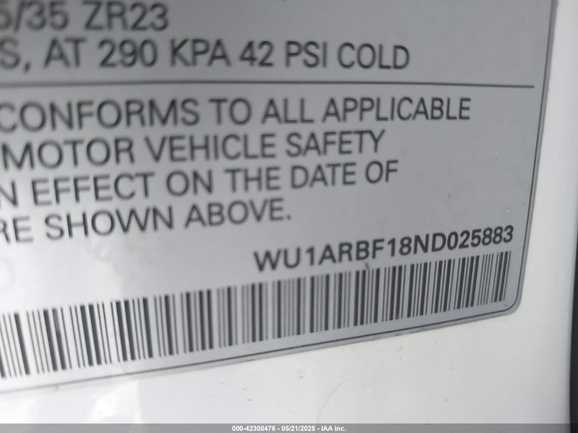 5/35 ZR23
S, AT 290 KPA 42 PSI COLD
CONFORMS TO ALL APPLICABLE
MOTOR VEHICLE SAFETY
N EFFECT ON THE DATE OF
RE SHOWN ABOVE.
WU1ARBF18ND025883
000-42300478 - 05/21/2025 - IAA Inc.